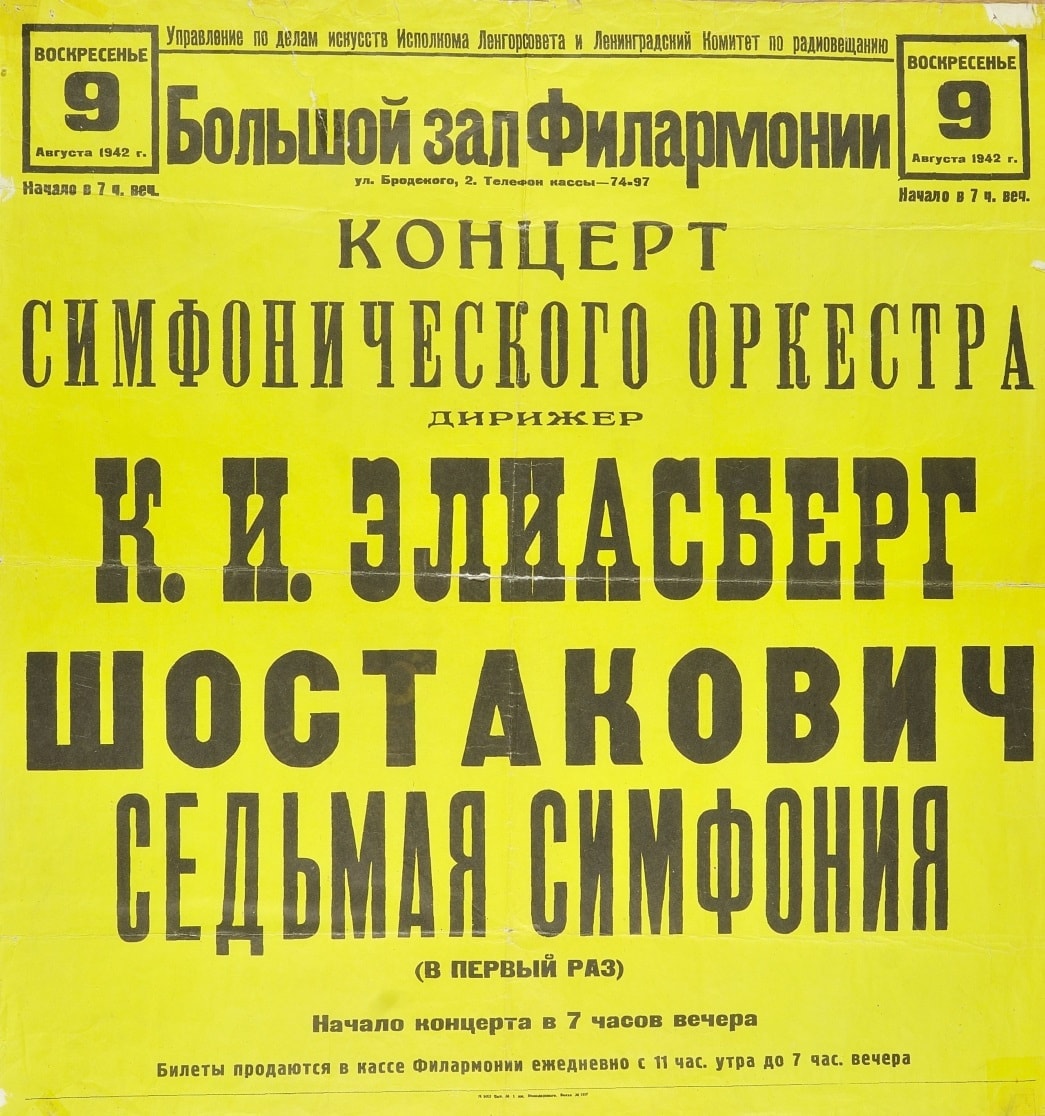 Управление по делам искусств Исполкома Ленгорсовета и Ленинградский Комитет по радиовещанию
ВОСКРЕСЕНЬЕ
9
Августа 1942 г.
Начало в 7 ч. веч.
Большой зал Филармонии
ул. Бродского, 2. Телефон кассы—74-97
ВОСКРЕСЕНЬЕ
9
Августа 1942 г.
Начало в 7 ч. веч.
КОНЦЕРТ
СИМФОНИЧЕСКОГО ОРКЕСТРА
ДИРИЖЕР
К. И. ЭЛИАСБЕРГ
ШОСТАКОВИЧ
СЕДЬМАЯ СИМФОНИЯ
(В ПЕРВЫЙ РАЗ)
Начало концерта в 7 часов вечера
Билеты продаются в кассе Филармонии ежедневно с 11 час. утра до 7 час. вечера